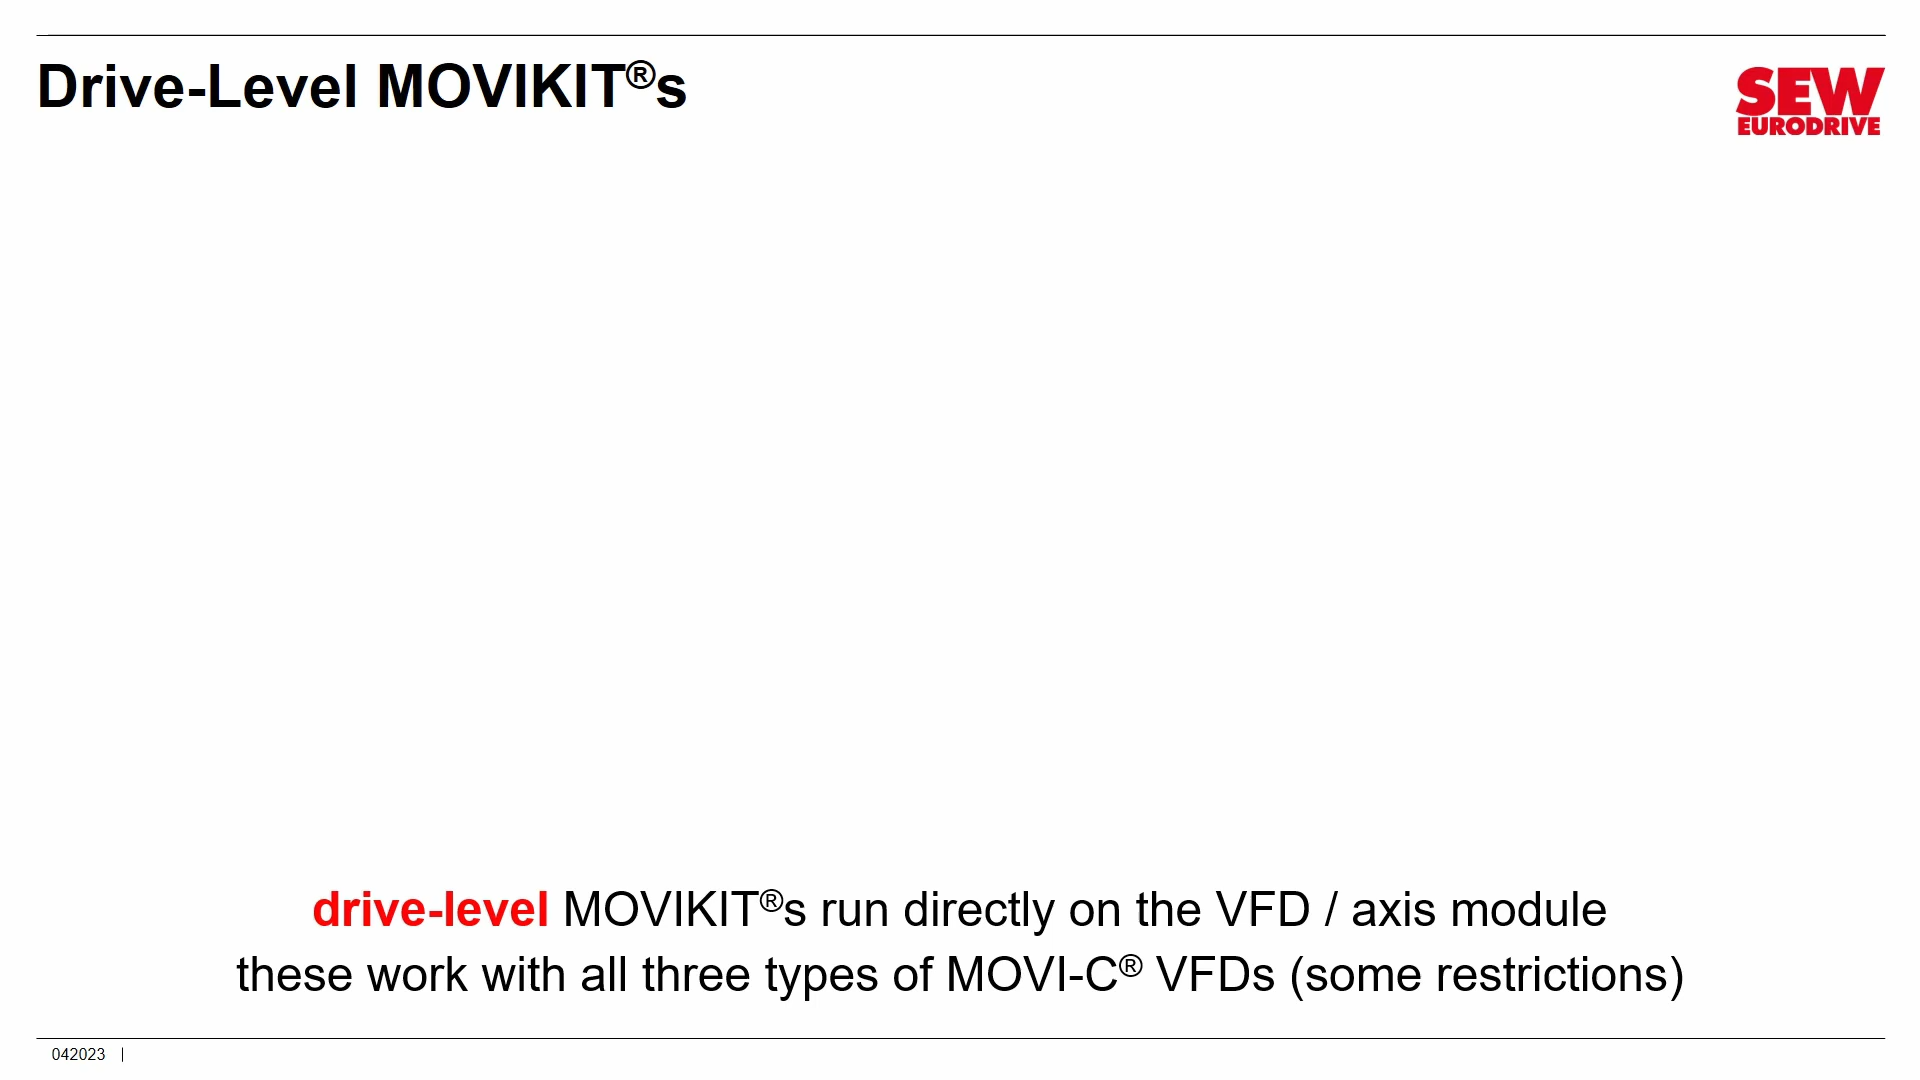 Drive-Level MOVIKIT®s
SEW
EURODRIVE
drive-level MOVIKIT®s run directly on the VFD / axis module
these work with all three types of MOVI-C® VFDs (some restrictions)
042023 |